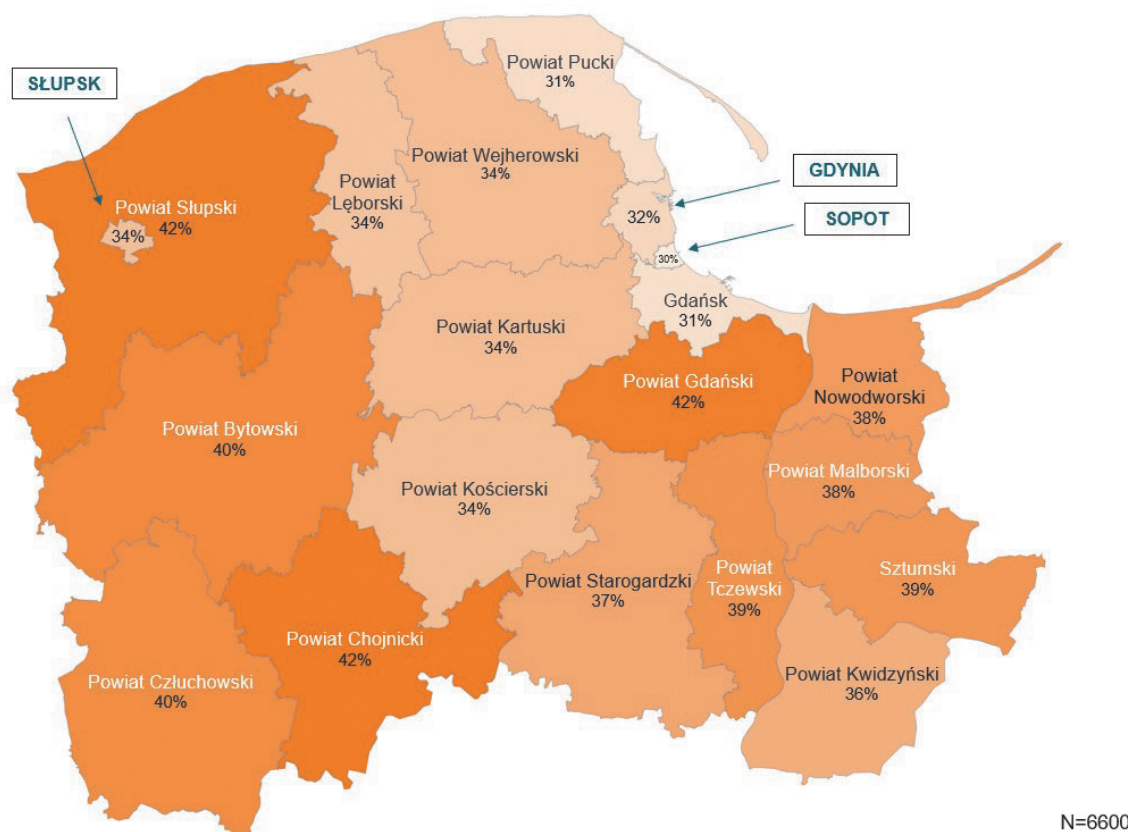 Powiat Pucki
31%
SŁUPSK
Powiat Wejherowski
34%
GDYNIA
Powiat
Lęborski
34%
Powiat Słupski
42%
34%
32%
SOPOT
30%
Gdańsk
31%
Powiat Kartuski
34%
Powiat Gdański
42%
Powiat
Nowodworski
38%
Powiat Bytowski
40%
Powiat Malborski
38%
Powiat Kościerski
34%
Powiat Starogardzki
37%
Powiat
Tczewski
39%
Sztumski
39%
Powiat Chojnicki
42%
Powiat Człuchowski
40%
Powiat Kwidzyński
36%
N=6600